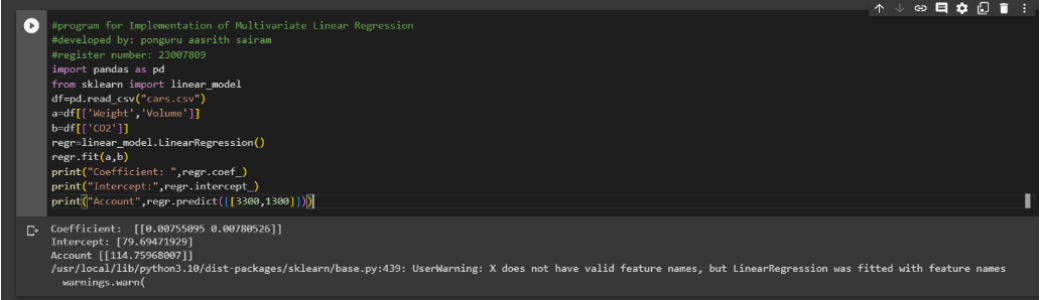 #program for Implementation of Multivariate Linear Regression
#developed by: ponguru aasrith sairam
#register number: 23007809
import pandas as pd
from sklearn import linear_model
df=pd.read_csv("cars.csv")
a=df[['Weight','Volume']]
b=df[['CO2']]
regr=linear_model.LinearRegression()
regr.fit(a,b)
print("Coefficient: ",regr.coef_)
print("Intercept:",regr.intercept_)
print("Account",regr.predict([[3300,1300]]))
Coefficient:  [[0.00755095 0.00780526]]
Intercept: [79.69471929]
Account [[114.75968007]]
/usr/local/lib/python3.10/dist-packages/sklearn/base.py:439: UserWarning: X does not have valid feature names, but LinearRegression was fitted with feature names
  warnings.warn(